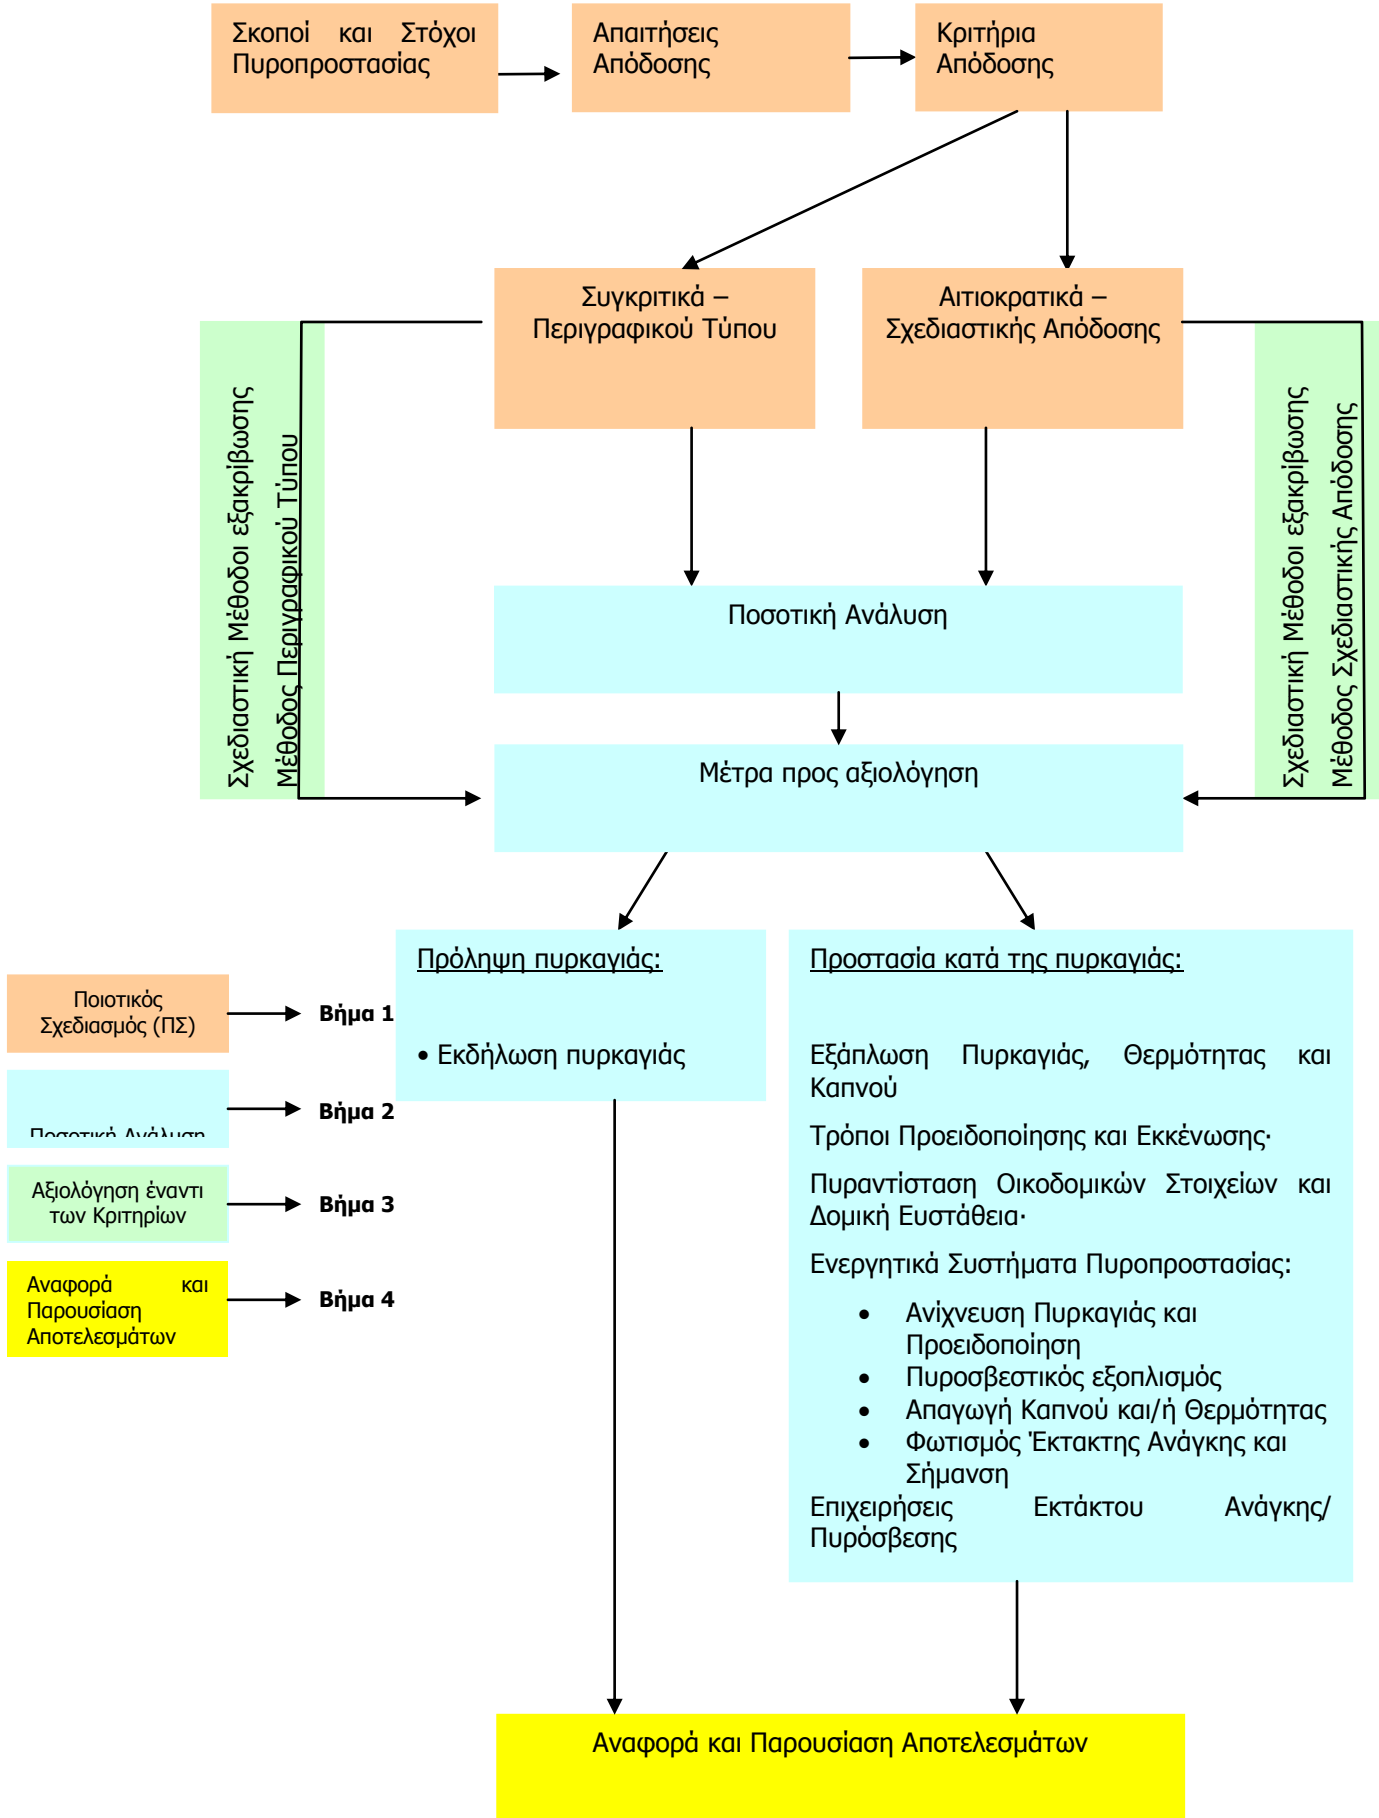 Σκοποί και Στόχοι
Πυροπροστασίας
Απαιτήσεις
Απόδοσης
Κριτήρια
Απόδοσης
Συγκριτικά –
Περιγραφικού Τύπου
Αιτιοκρατικά –
Σχεδιαστικής Απόδοσης
Σχεδιαστική Μέθοδοι εξακρίβωσης
Μέθοδος Περιγραφικού Τύπου
Σχεδιαστική Μέθοδοι εξακρίβωσης
Μέθοδος Σχεδιαστικής Απόδοσης
Ποσοτική Ανάλυση
Μέτρα προς αξιολόγηση
Πρόληψη πυρκαγιάς:
• Εκδήλωση πυρκαγιάς
Προστασία κατά της πυρκαγιάς:
Εξάπλωση Πυρκαγιάς, Θερμότητας και
Καπνού
Τρόποι Προειδοποίησης και Εκκένωσης·
Πυραντίσταση Οικοδομικών Στοιχείων και
Δομική Ευστάθεια·
Ενεργητικά Συστήματα Πυροπροστασίας:
• Ανίχνευση Πυρκαγιάς και
Προειδοποίηση
• Πυροσβεστικός εξοπλισμός
• Απαγωγή Καπνού και/ή Θερμότητας
• Φωτισμός Έκτακτης Ανάγκης και
Σήμανση
Επιχειρήσεις Εκτάκτου Ανάγκης/
Πυρόσβεσης
Ποιοτικός
Σχεδιασμός (ΠΣ)
Βήμα 1
Ποσοτική Ανάλυση
Βήμα 2
Αξιολόγηση έναντι
των Κριτηρίων
Βήμα 3
Αναφορά και
Παρουσίαση
Αποτελεσμάτων
Βήμα 4
Αναφορά και Παρουσίαση Αποτελεσμάτων